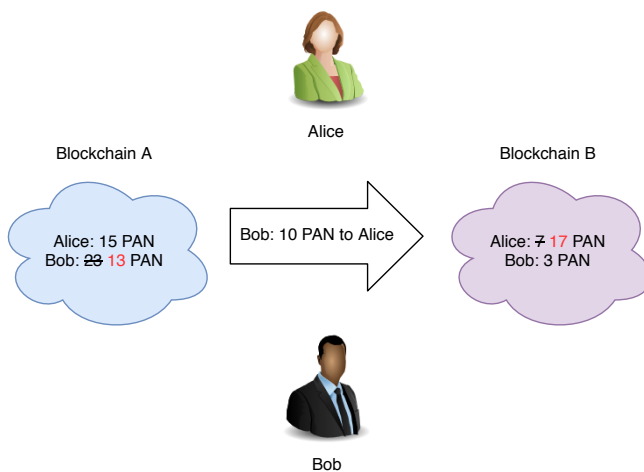 Alice
Blockchain A
Blockchain B
Alice: 15 PAN
Bob: 23 13 PAN
Bob: 10 PAN to Alice
Alice: 7 17 PAN
Bob: 3 PAN
Bob